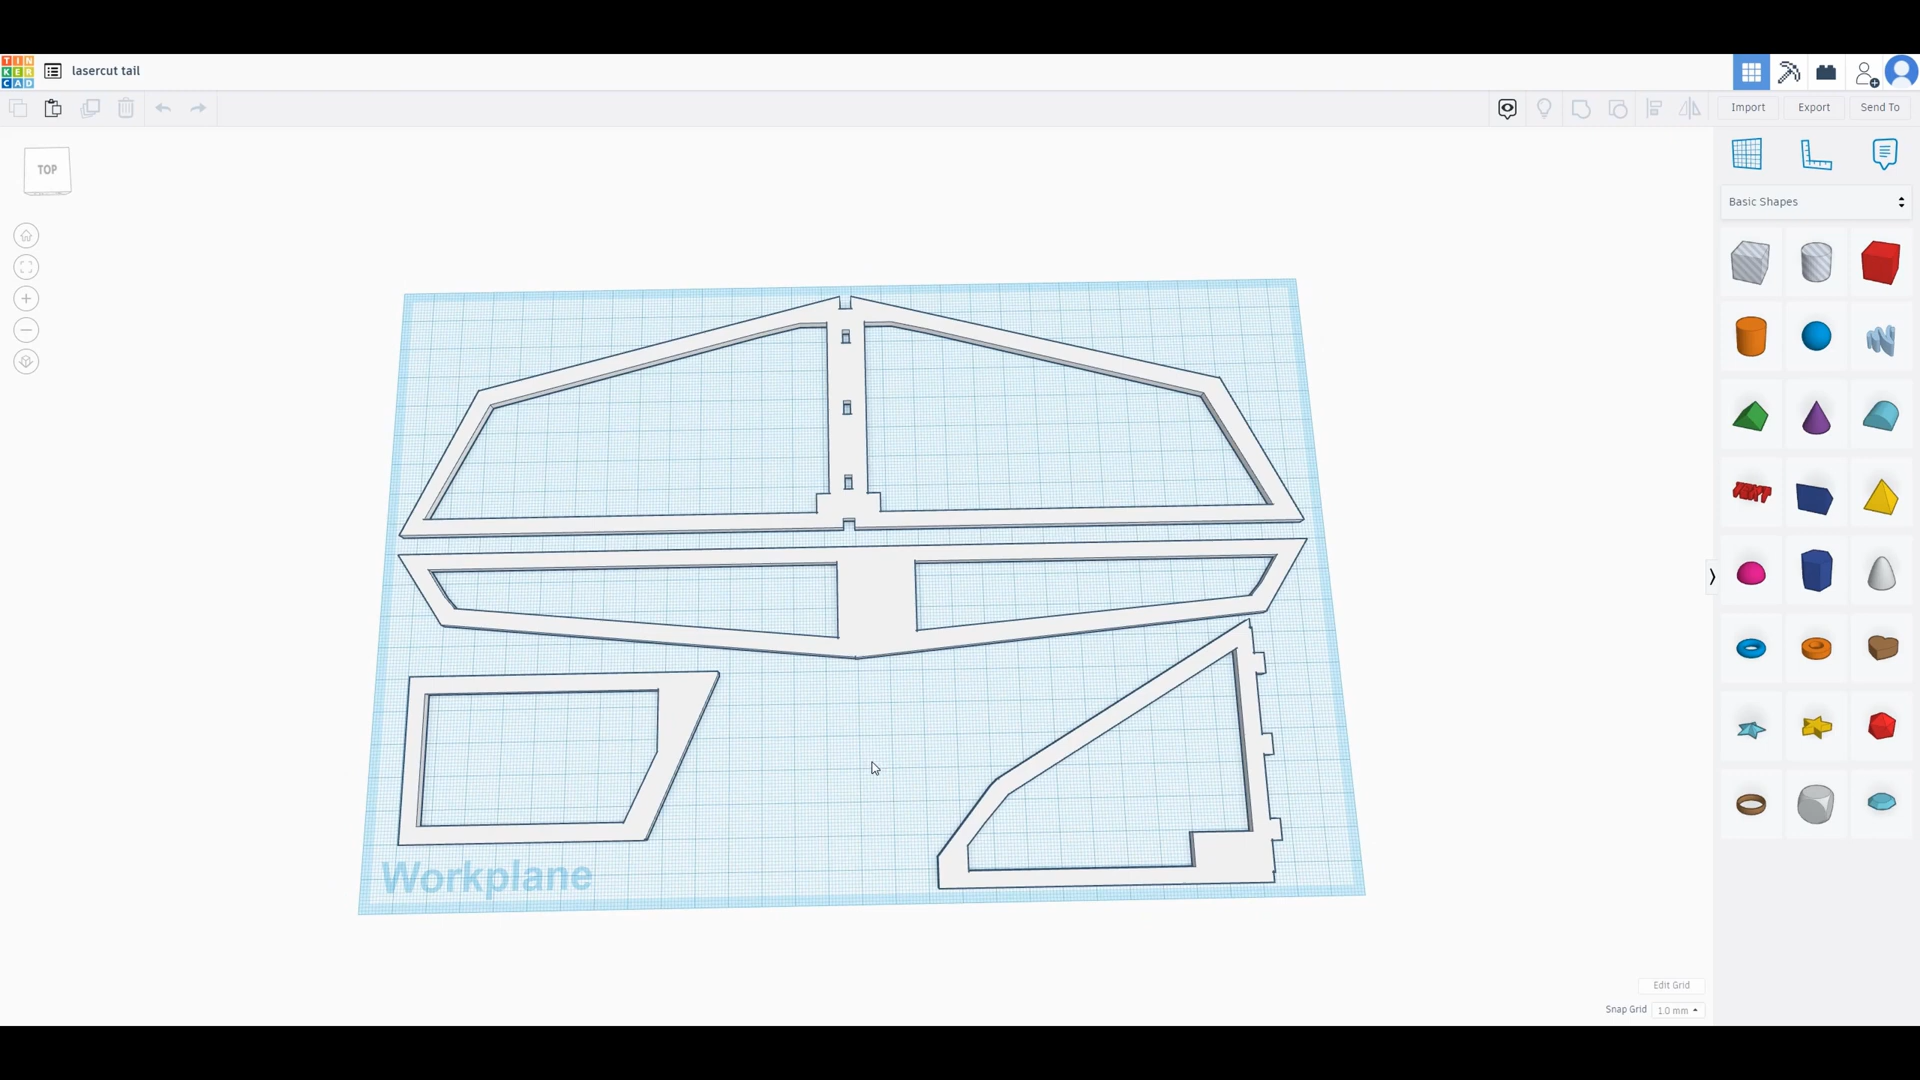 TIN
KER
CAD
lasercut tail
Import
Export
Send To
TOP
Basic Shapes
TEXT
Workplane
Edit Grid
Snap Grid
1.0 mm